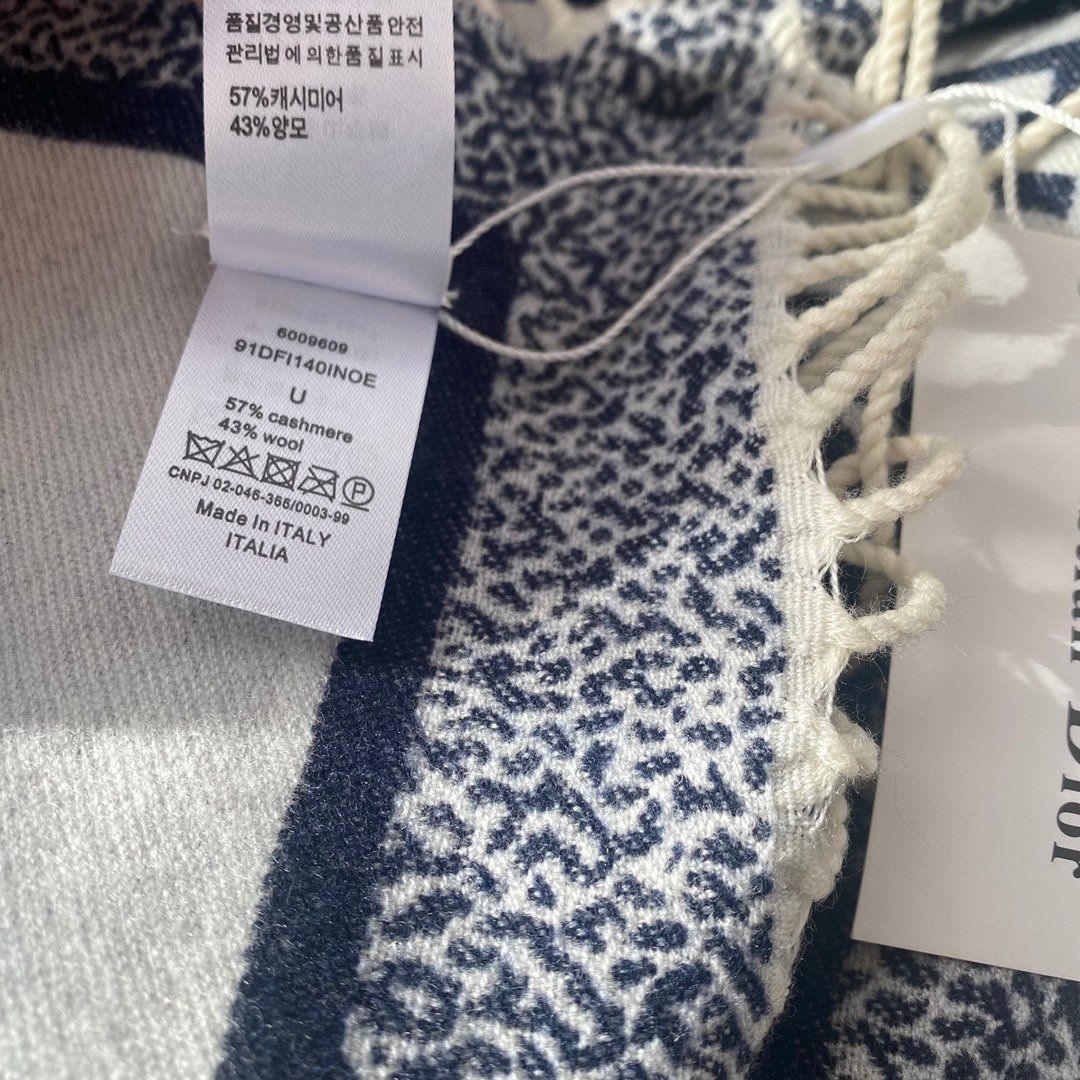 품질경영및공산품안전
관리법에의한품질표시
57%캐시미어
43%양모
6009609
91DFI140INOE
U
57% cashmere
43% wool
P
CNPJ 02-046-366/0003-99
Made in ITALY
ITALIA
Dior